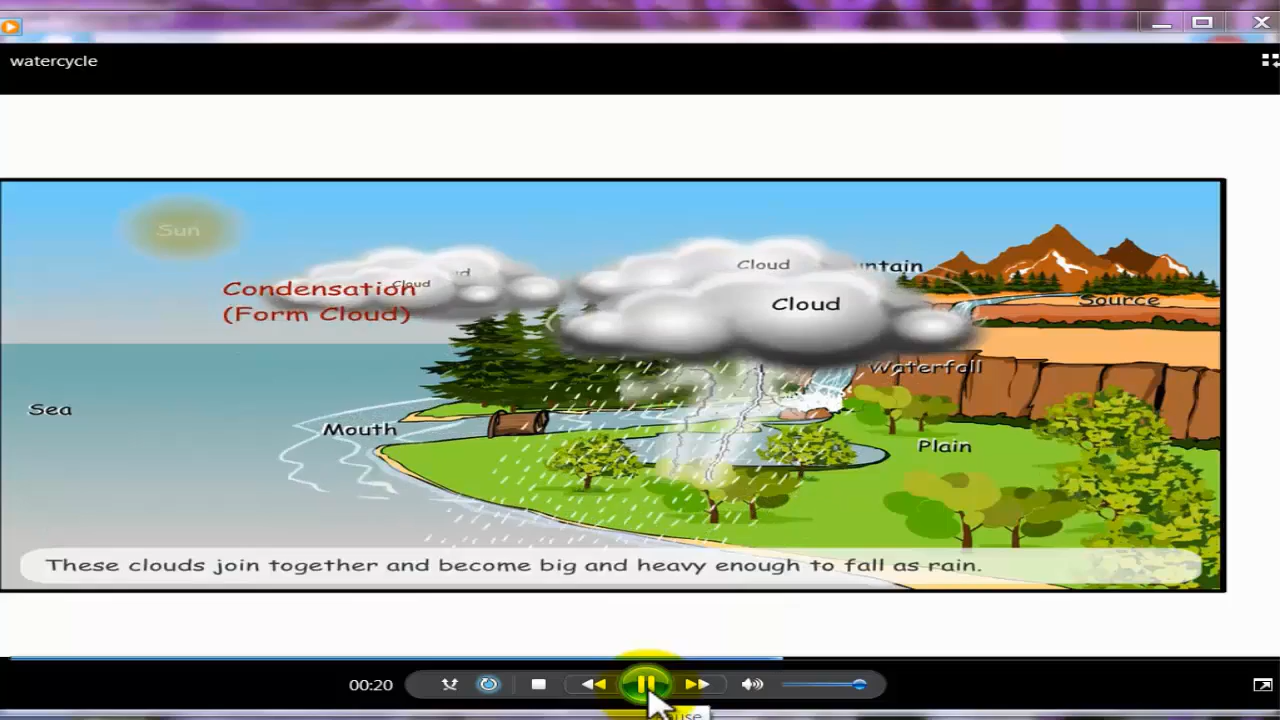 watercycle
Sun
Cloud
Cloud
Condensation
(Form Cloud)
Cloud
Source
Waterfall
Sea
Mouth
Plain
These clouds join together and become big and heavy enough to fall as rain.
00:20